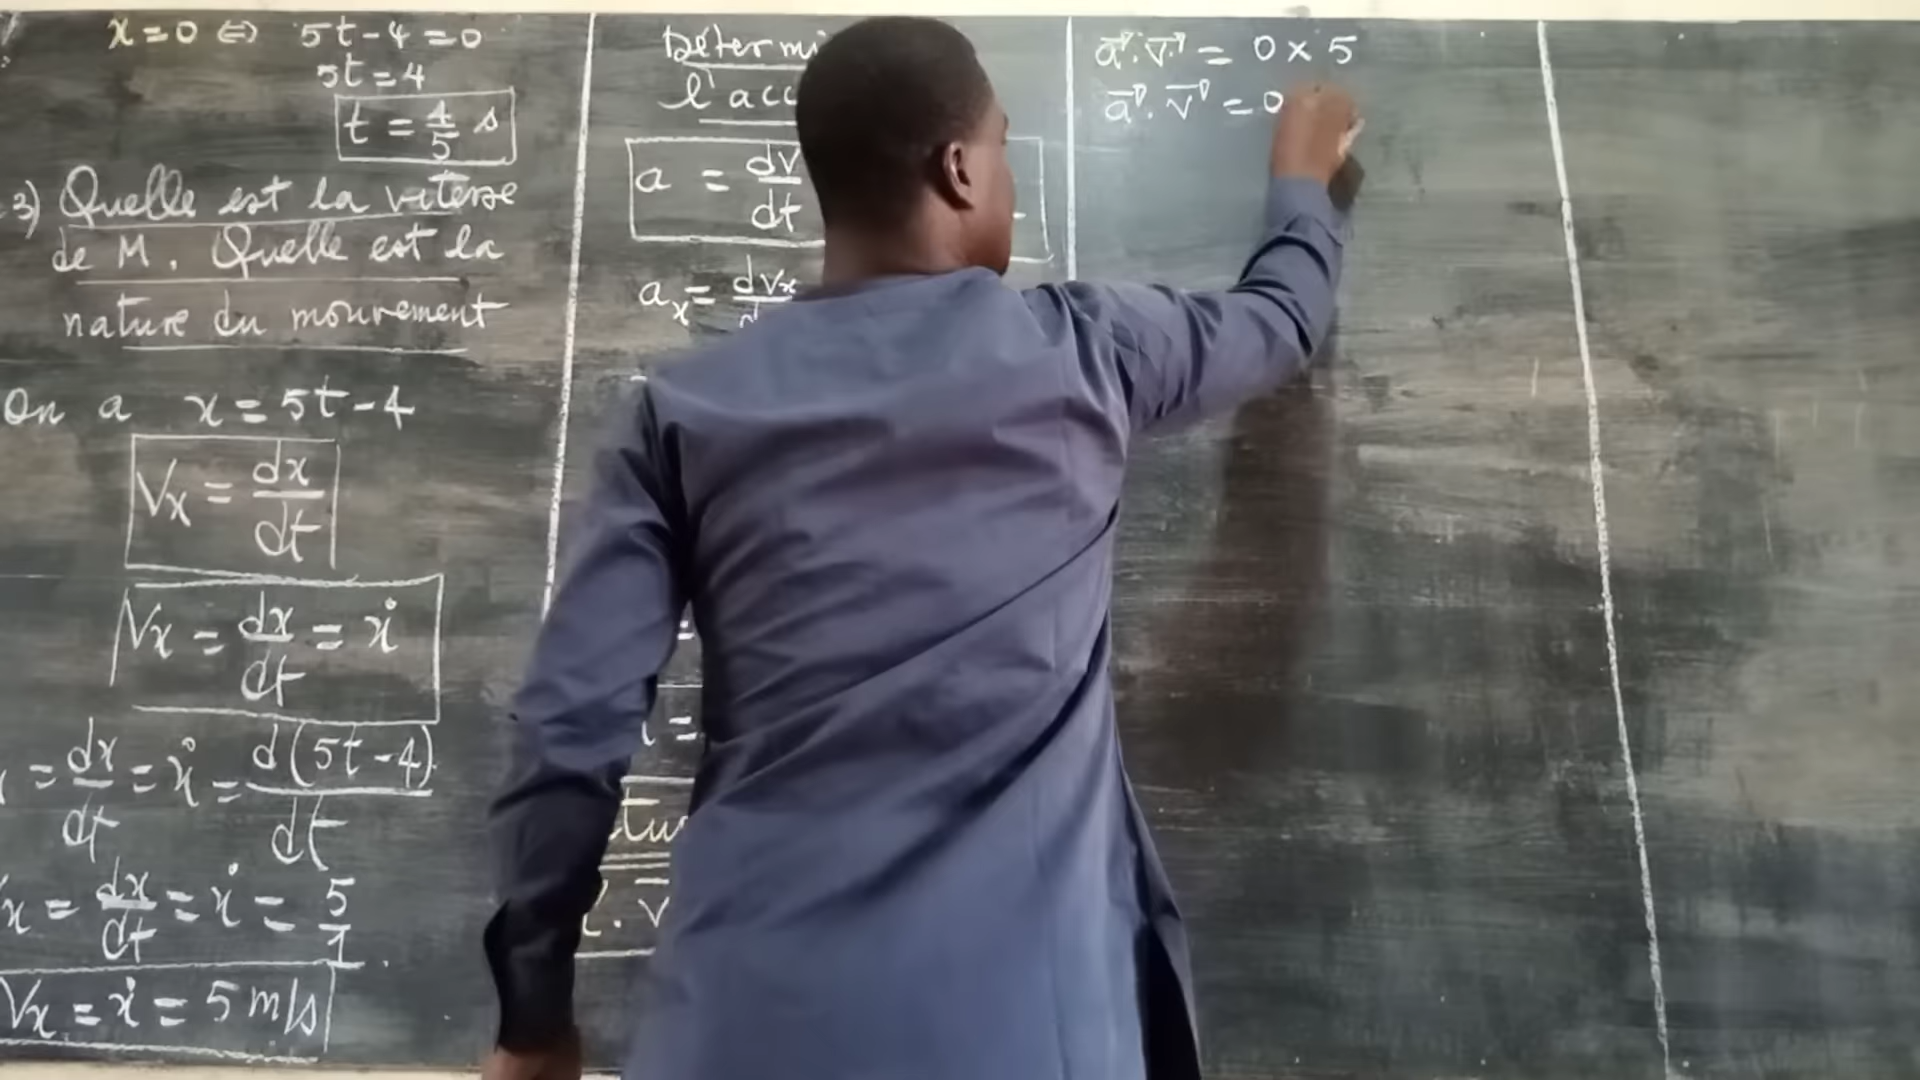 x = 0 ⇔ 5t - 4 = 0
5t = 4
t = 4/5 s
3) Quelle est la vitesse
de M. Quelle est la
nature du mouvement
On a x = 5t - 4
Vx = dx/dt
Vx = dx/dt = ẋ
= dx/dt = ẋ = d(5t-4)/dt
x = dx/dt = ẋ = 5/1
Vx = ẋ = 5 m/s
l'
a = dv/dt
ax = dvx
=
=
. v
a⃗. v⃗ = 0 × 5
a⃗. v⃗ = 0